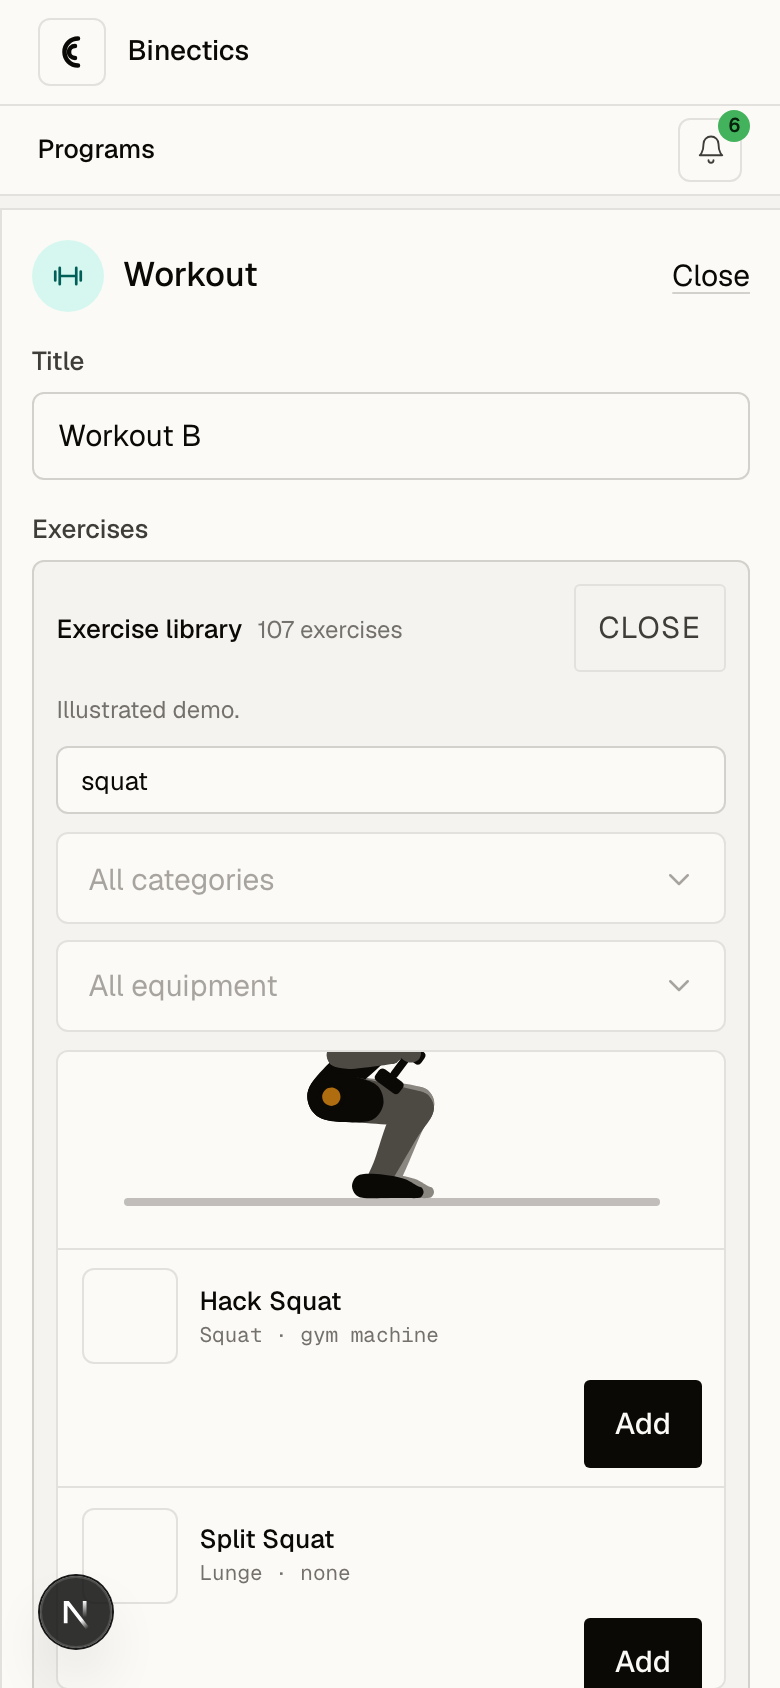 Binectics
Programs
6
Workout
Close
Title
Workout B
Exercises
Exercise library 107 exercises
CLOSE
Illustrated demo.
squat
All categories
All equipment
Hack Squat
Squat · gym machine
Add
Split Squat
Lunge · none
N
Add